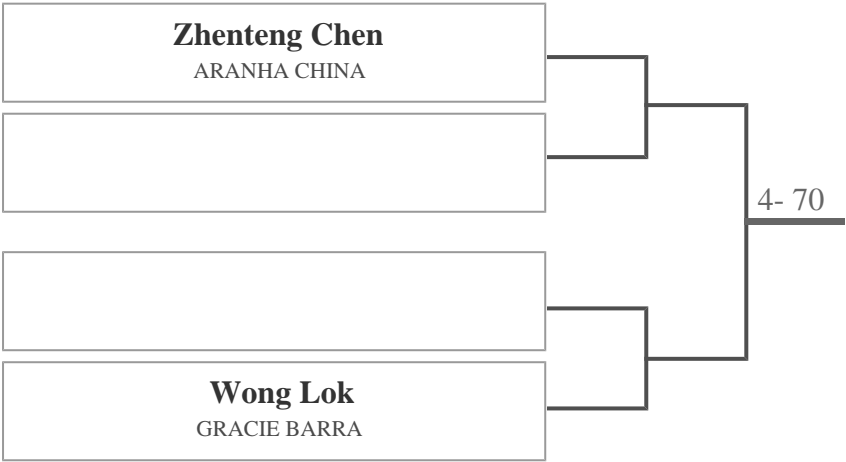 Zhenteng Chen
ARANHA CHINA
4- 70
Wong Lok
GRACIE BARRA